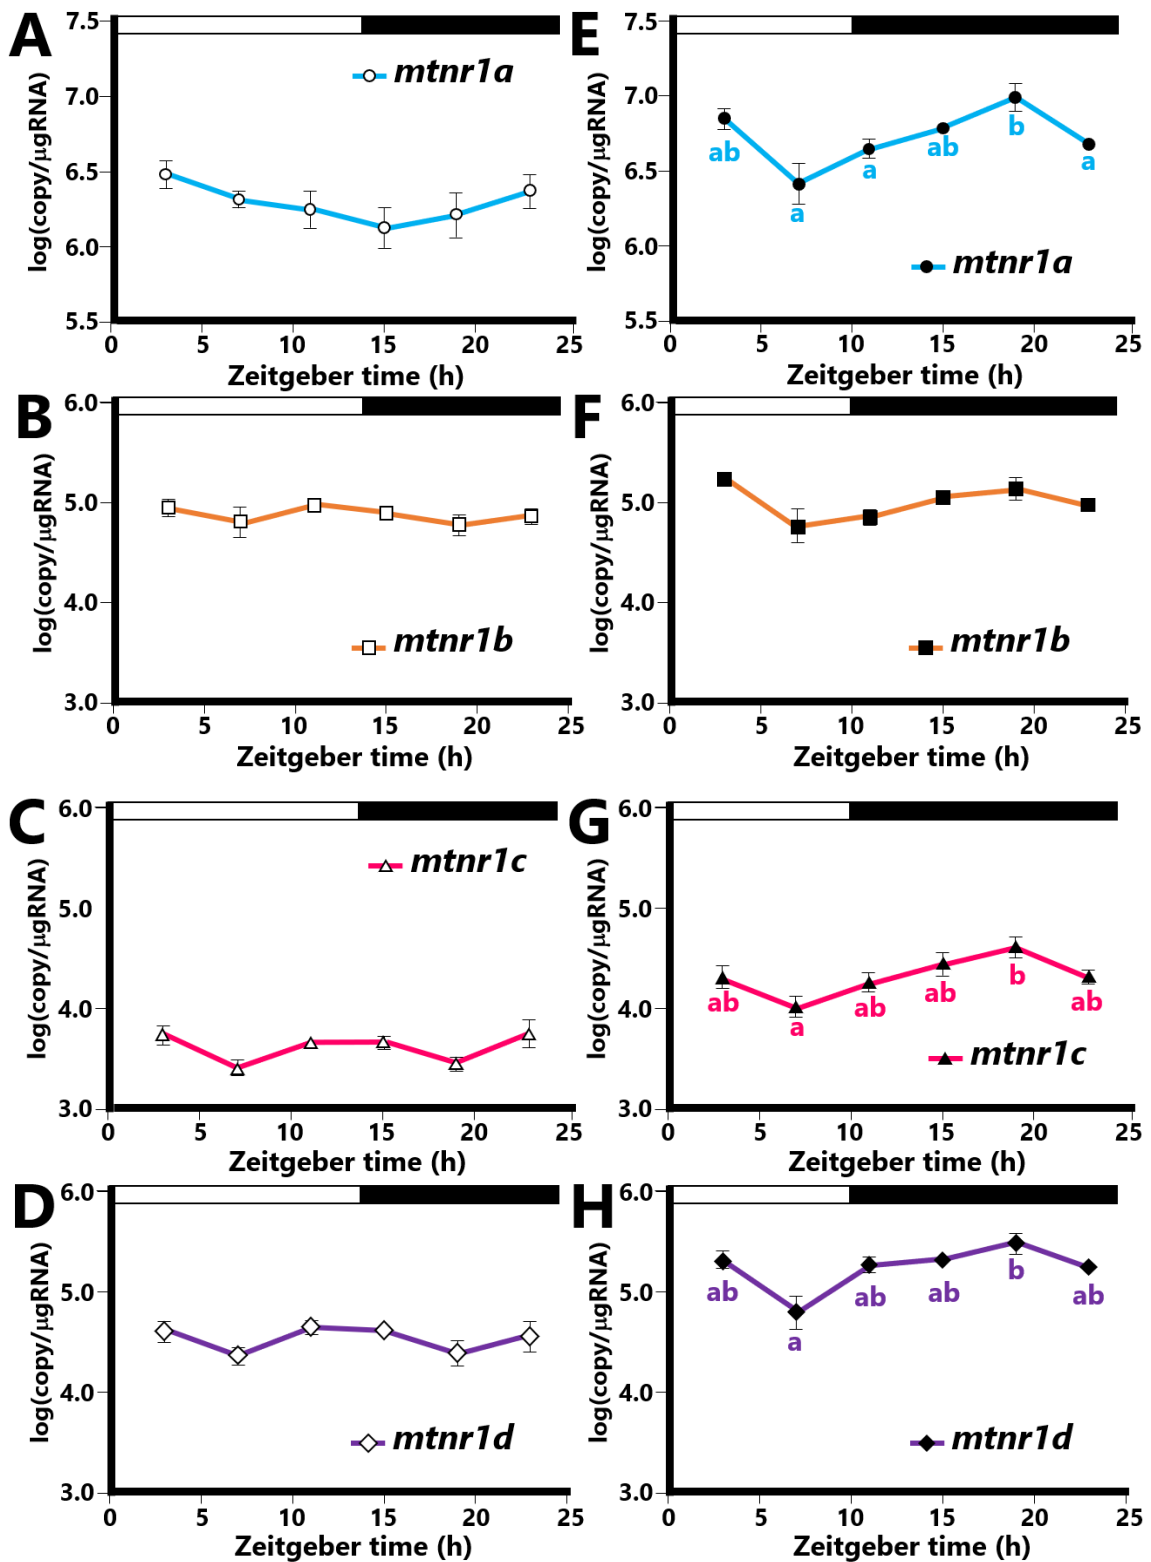 A
7.5
7.0
6.5
6.0
5.5
log(copy/μgRNA)
mtnr1a
0 5 10 15 20 25
Zeitgeber time (h)
E
7.5
7.0
6.5
6.0
5.5
log(copy/μgRNA)
ab a a ab b a
mtnr1a
0 5 10 15 20 25
Zeitgeber time (h)
B
6.0
5.0
4.0
3.0
log(copy/μgRNA)
mtnr1b
0 5 10 15 20 25
Zeitgeber time (h)
F
6.0
5.0
4.0
3.0
log(copy/μgRNA)
mtnr1b
0 5 10 15 20 25
Zeitgeber time (h)
C
6.0
5.0
4.0
3.0
log(copy/μgRNA)
mtnr1c
0 5 10 15 20 25
Zeitgeber time (h)
G
6.0
5.0
4.0
3.0
log(copy/μgRNA)
ab a ab ab b ab
mtnr1c
0 5 10 15 20 25
Zeitgeber time (h)
D
6.0
5.0
4.0
3.0
log(copy/μgRNA)
mtnr1d
0 5 10 15 20 25
Zeitgeber time (h)
H
6.0
5.0
4.0
3.0
log(copy/μgRNA)
ab a ab ab b ab
mtnr1d
0 5 10 15 20 25
Zeitgeber time (h)